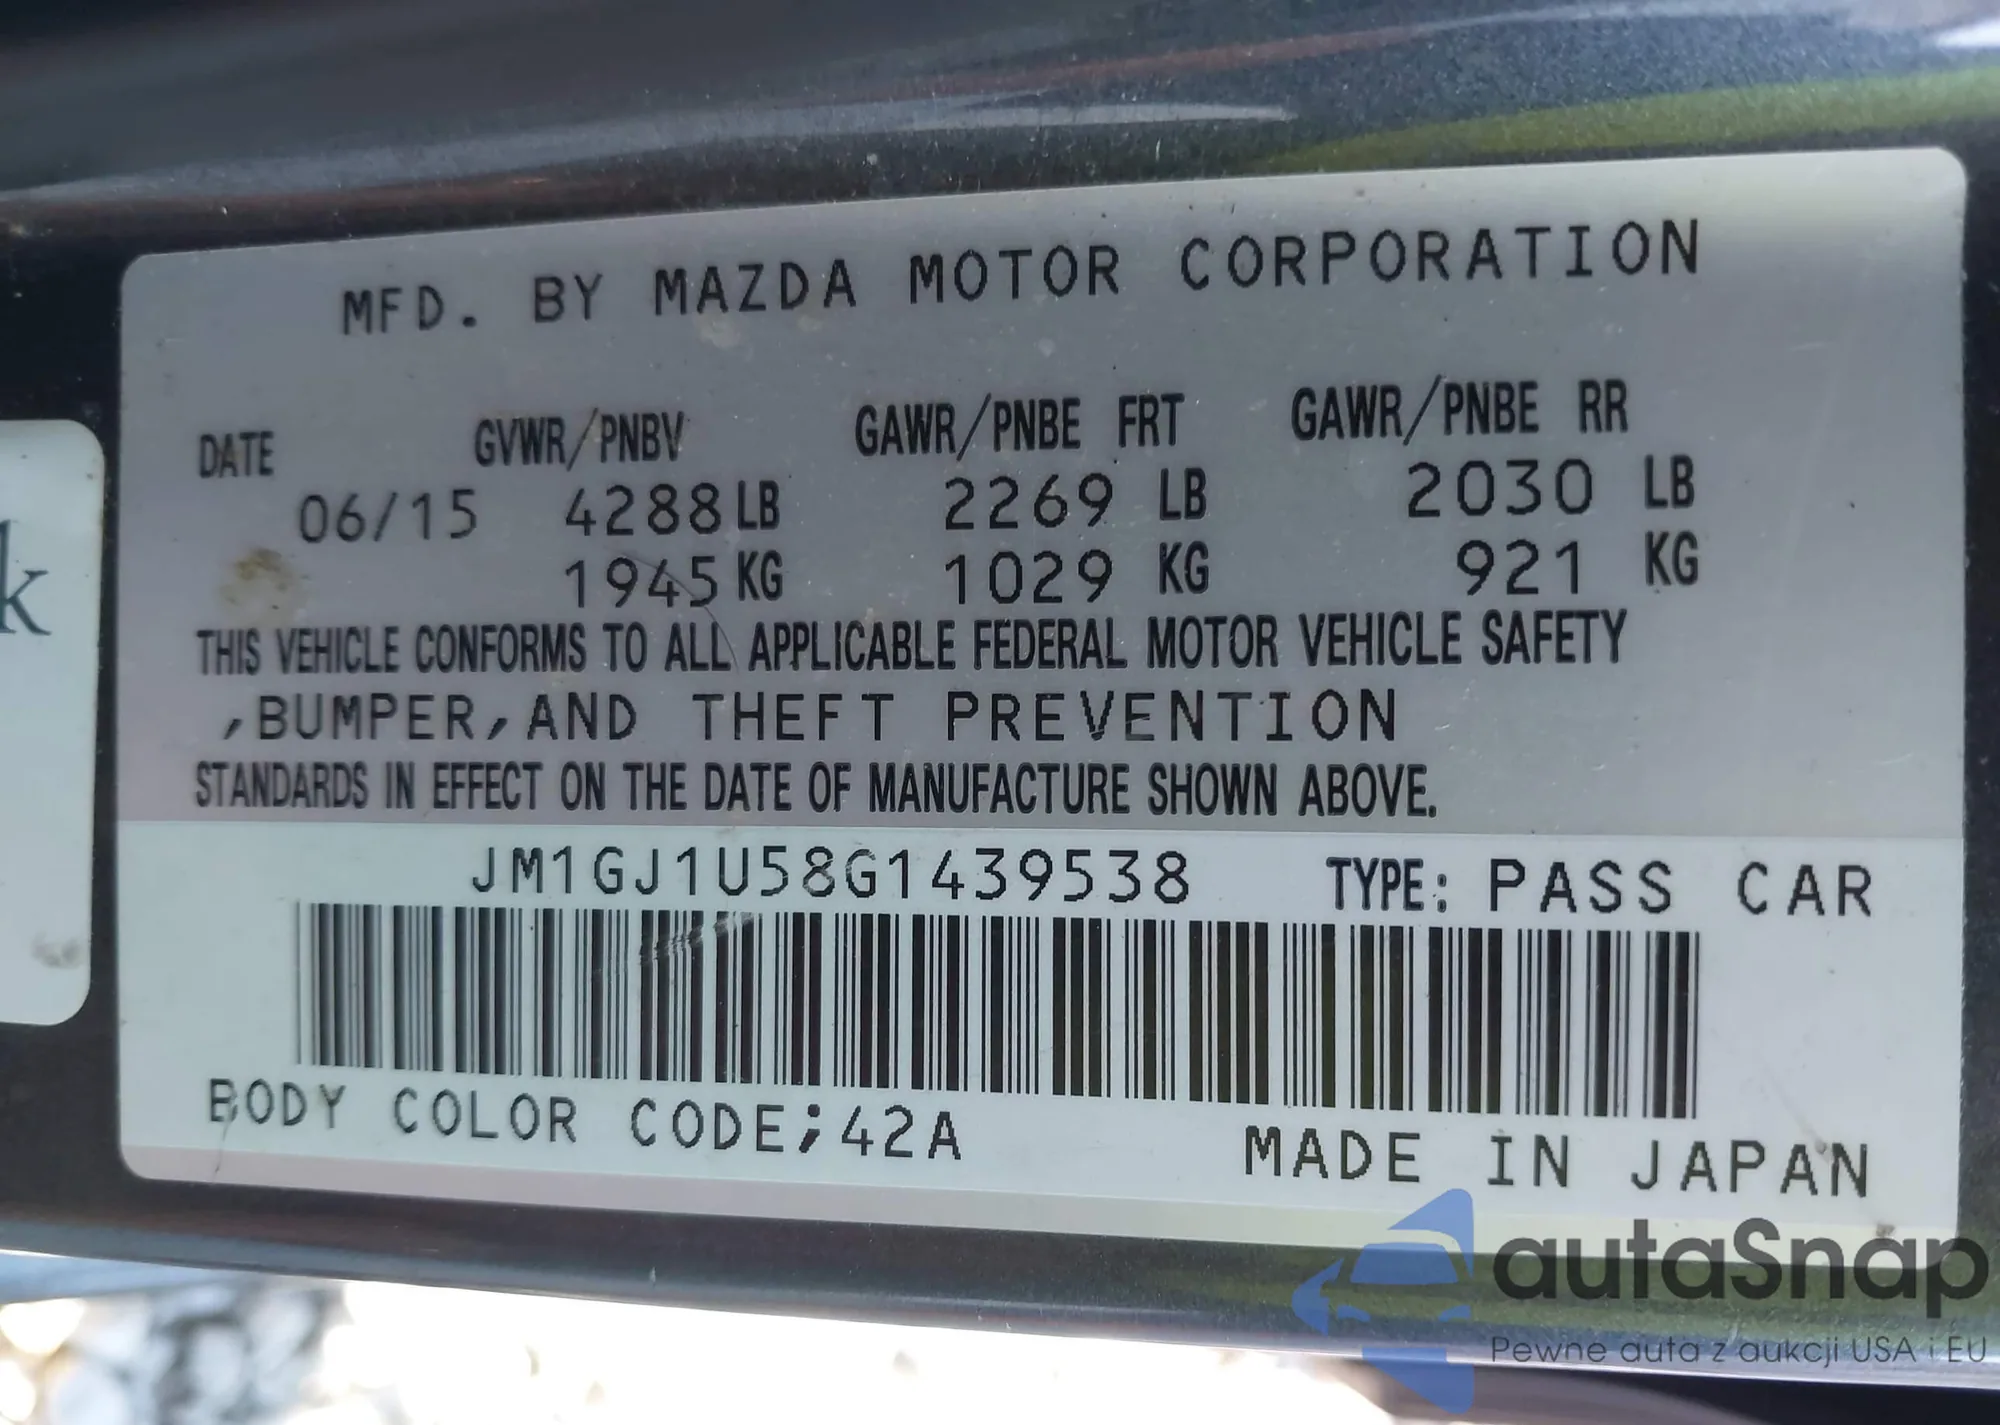 MFD. BY MAZDA MOTOR CORPORATION
DATE GVWR/PNBV GAWR/PNBE FRT GAWR/PNBE RR
06/15 4288 LB 2269 LB 2030 LB
1945 KG 1029 KG 921 KG
THIS VEHICLE CONFORMS TO ALL APPLICABLE FEDERAL MOTOR VEHICLE SAFETY
,BUMPER,AND THEFT PREVENTION
STANDARDS IN EFFECT ON THE DATE OF MANUFACTURE SHOWN ABOVE.
JM1GJ1U58G1439538 TYPE: PASS CAR
BODY COLOR CODE;42A
MADE IN JAPAN
k
autaSnap
Pewne auta z aukcji USA i EU